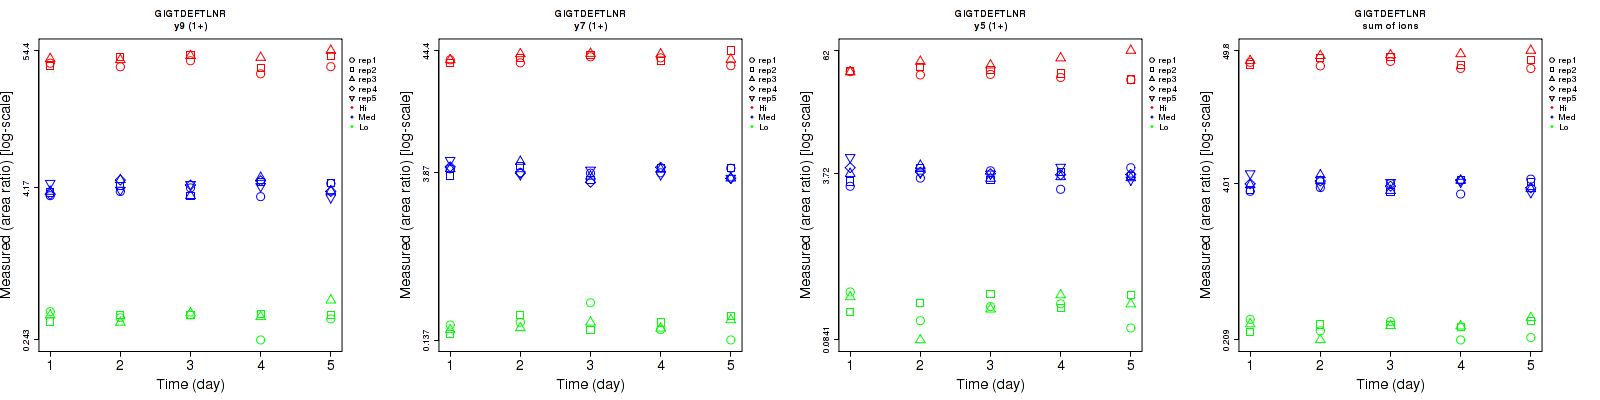 GIGTDEFTLNR
y9 (1+)
Measured (area ratio) [log-scale]
54.4
4.17
0.243
1 2 3 4 5
Time (day)
rep1
rep2
rep3
rep4
rep5
Hi
Med
Lo
GIGTDEFTLNR
y7 (1+)
Measured (area ratio) [log-scale]
44.4
3.87
0.137
1 2 3 4 5
Time (day)
rep1
rep2
rep3
rep4
rep5
Hi
Med
Lo
GIGTDEFTLNR
y5 (1+)
Measured (area ratio) [log-scale]
62
3.72
0.0841
1 2 3 4 5
Time (day)
rep1
rep2
rep3
rep4
rep5
Hi
Med
Lo
GIGTDEFTLNR
sum of ions
Measured (area ratio) [log-scale]
49.8
4.01
0.209
1 2 3 4 5
Time (day)
rep1
rep2
rep3
rep4
rep5
Hi
Med
Lo